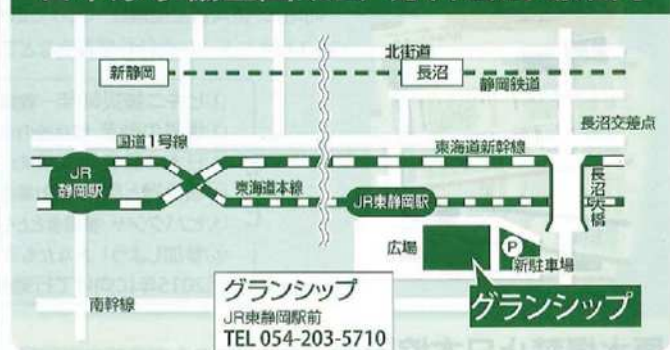 北街道
新静岡
長沼
静岡鉄道
長沼交差点
国道1号線
東海道新幹線
JR
静岡駅
東海道本線
JR東静岡駅
長沼大橋
広場
P
新駐車場
グランシップ
南幹線
グランシップ
JR東静岡駅前
TEL 054-203-5710